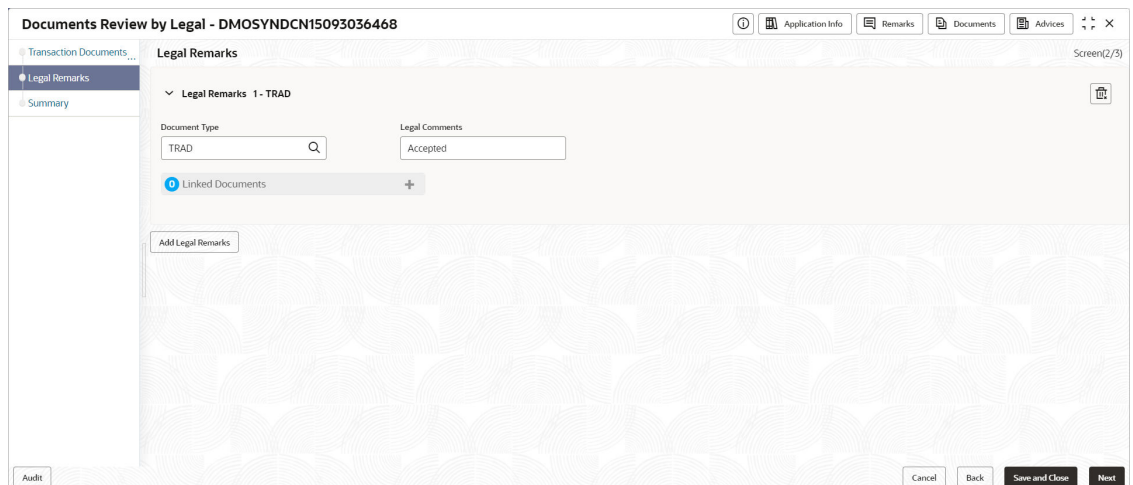 Documents Review by Legal - DMOSYNDCN15093036468
Application Info
Remarks
Documents
Advices
Transaction Documents ...
Legal Remarks
Summary
Legal Remarks
Screen(2/3)
Legal Remarks 1 - TRAD
Document Type
Legal Comments
TRAD
Accepted
0 Linked Documents
Add Legal Remarks
Audit
Cancel
Back
Save and Close
Next